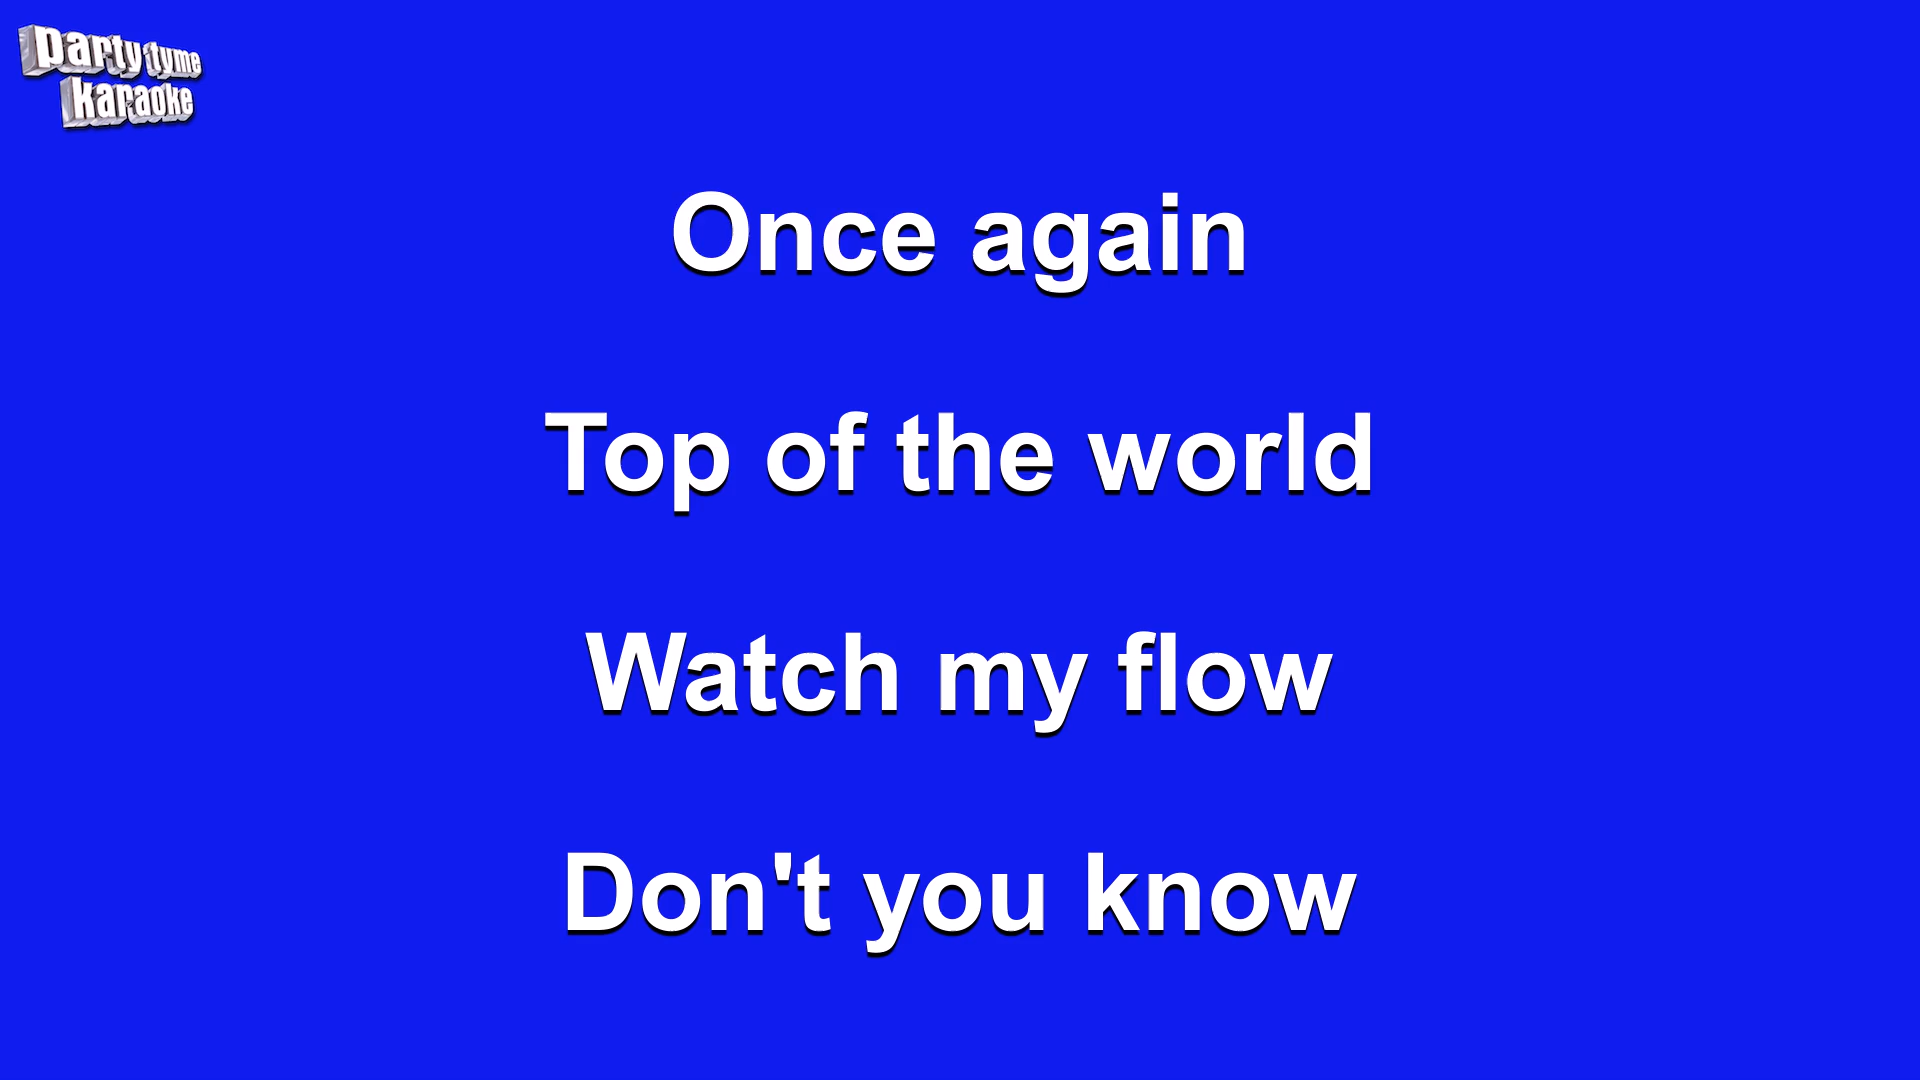 party tyme
karaoke
Once again
Top of the world
Watch my flow
Don't you know